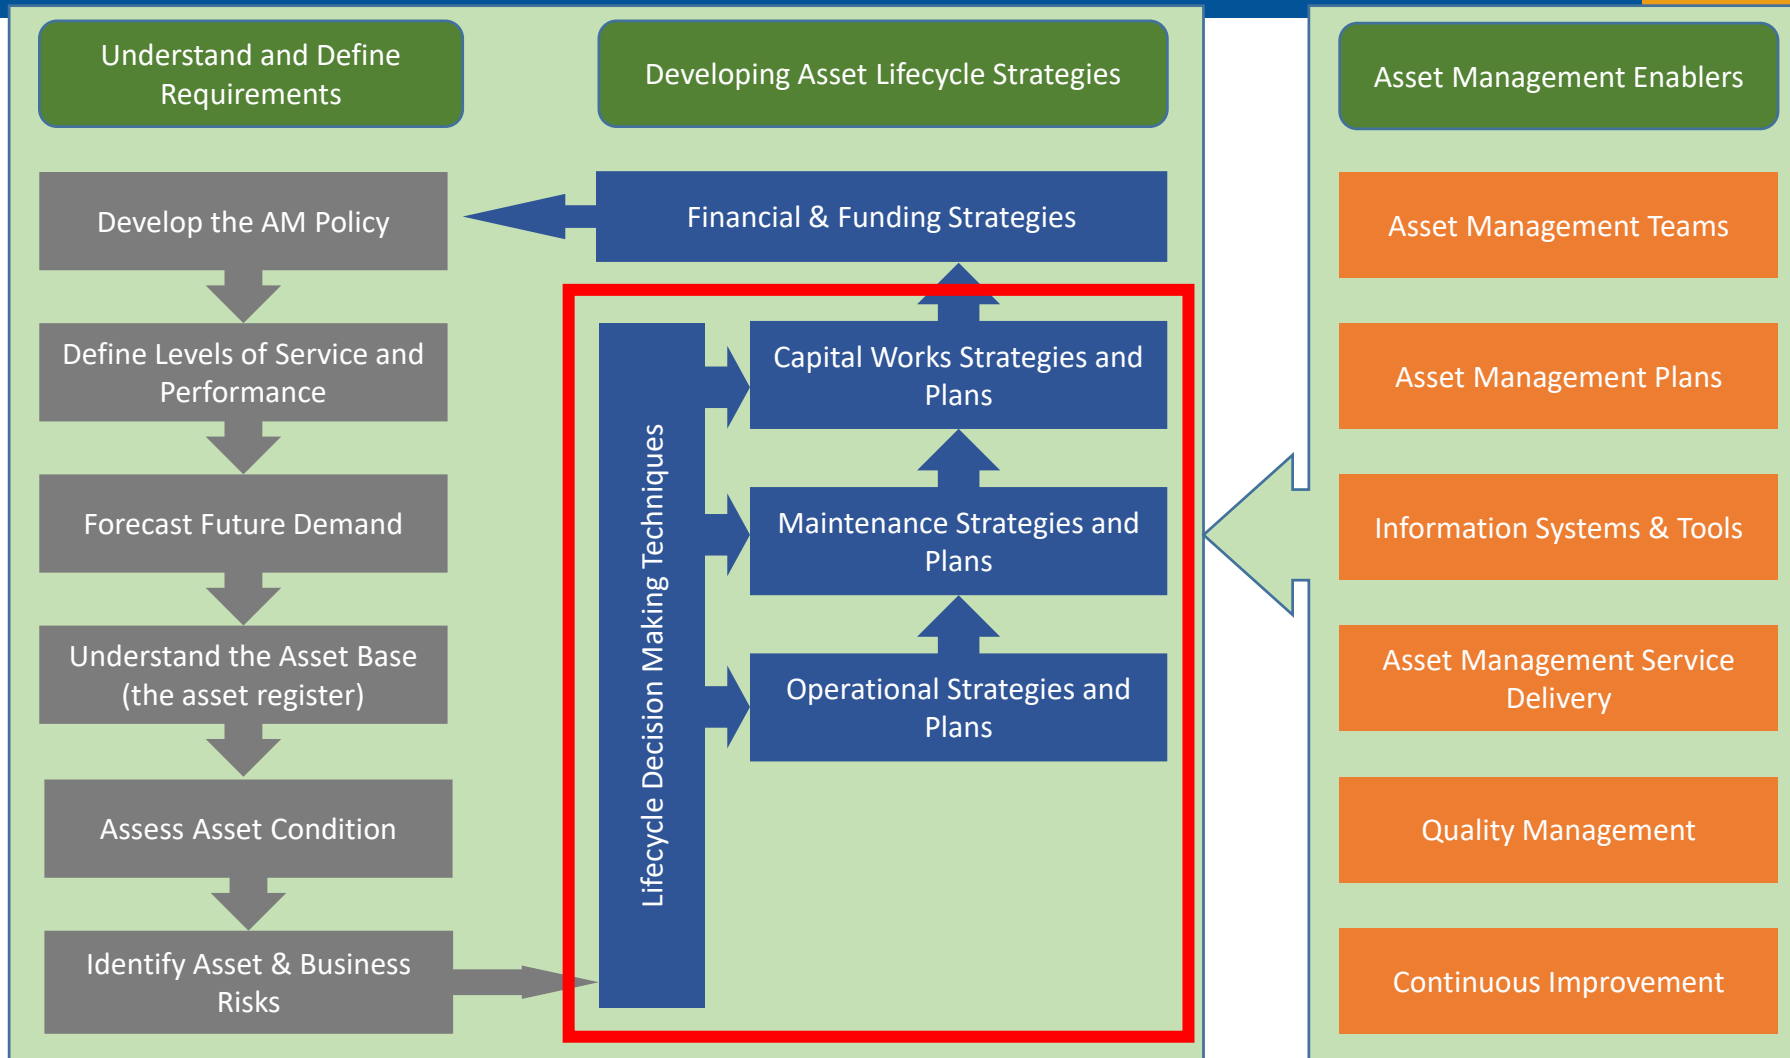 Understand and Define
Requirements
Developing Asset Lifecycle Strategies
Asset Management Enablers
Develop the AM Policy
Define Levels of Service and
Performance
Forecast Future Demand
Understand the Asset Base
(the asset register)
Assess Asset Condition
Identify Asset & Business
Risks
Financial & Funding Strategies
Lifecycle Decision Making Techniques
Capital Works Strategies and
Plans
Maintenance Strategies and
Plans
Operational Strategies and
Plans
Asset Management Teams
Asset Management Plans
Information Systems & Tools
Asset Management Service
Delivery
Quality Management
Continuous Improvement